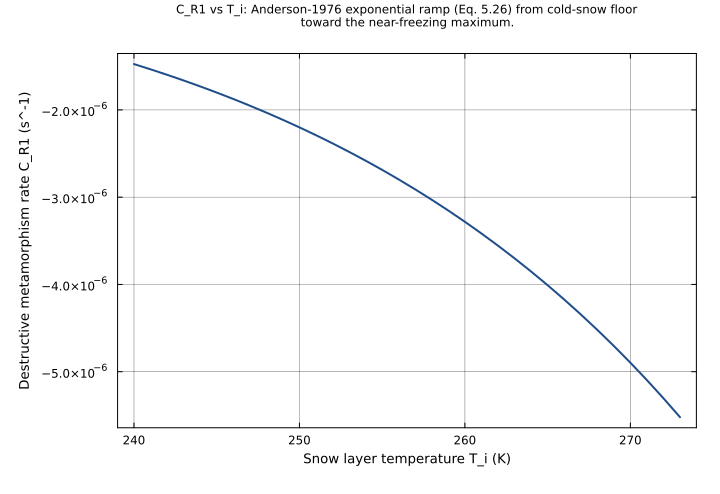 C_R1 vs T_i: Anderson-1976 exponential ramp (Eq. 5.26) from cold-snow floor
toward the near-freezing maximum.
Destructive metamorphism rate C_R1 (s^-1)
−2.0×10⁻⁶
−3.0×10⁻⁶
−4.0×10⁻⁶
−5.0×10⁻⁶
240 250 260 270
Snow layer temperature T_i (K)